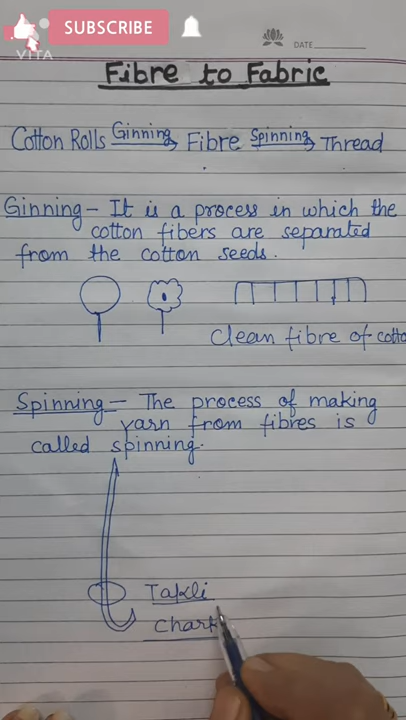 SUBSCRIBE
VITA
DATE
Fibre to Fabric
Cotton Rolls Ginning Fibre Spinning Thread
Ginning - It is a process in which the
cotton fibers are separated
from the cotton seeds.
Clean fibre of
Spinning - The process of making
yarn from fibres is
called spinning.
Takli